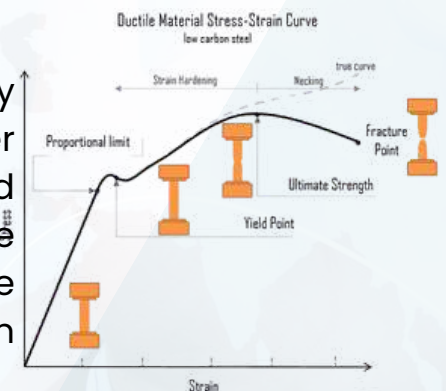 Ductile Material Stress-Strain Curve
low carbon steel
true curve
Strain Hardening
Necking
y
er
Proportional limit
Fracture
Point
d
Ultimate Strength
e
Yield Point
e
n
Strain